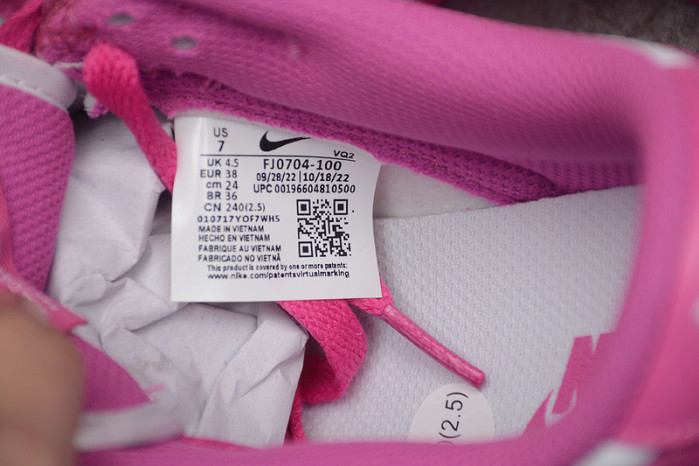 US
7
VQ2
UK 4.5
EUR 38
cm 24
BR 36
CN 240(2.5)
FJ0704-100
09/28/22 | 10/18/22
UPC 00196604810500
010717YOF7WHS
MADE IN VIETNAM
HECHO EN VIETNAM
FABRIQUE AU VIETNAM
FABRICADO NO VIETNÃ
This product is covered by one or more patents:
www.nike.com/patentsvirtualmarking
(2.5)